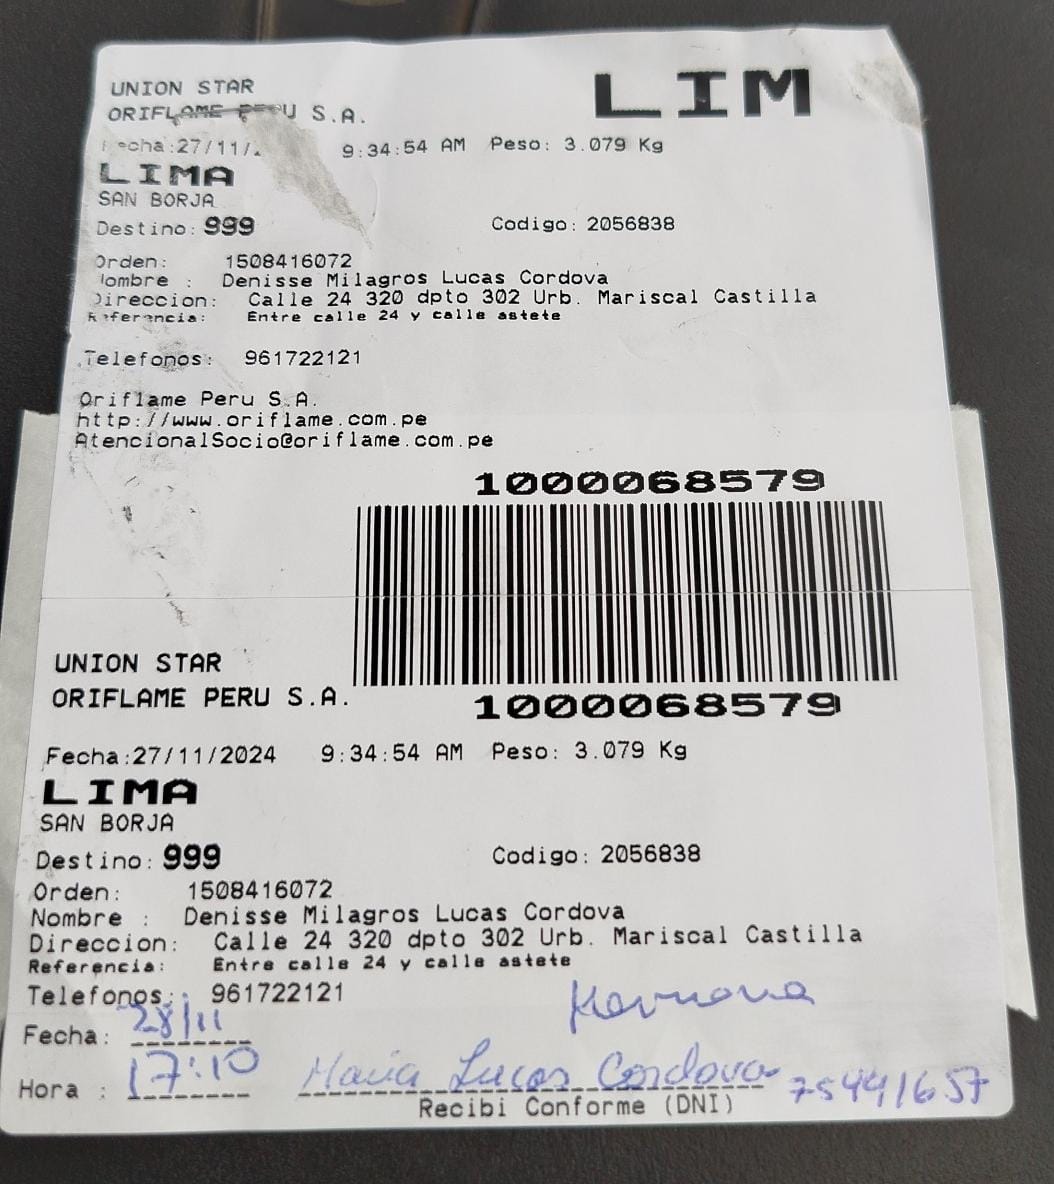 UNION STAR
LIM
ORIFLAME PERU S.A.
Fecha:27/11/
9:34:54 AM Peso: 3.079 Kg
LIMA
SAN BORJA
Destino: 999 Codigo: 2056838
Orden: 1508416072
Nombre : Denisse Milagros Lucas Cordova
Direccion: Calle 24 320 dpto 302 Urb. Mariscal Castilla
Referencia: Entre calle 24 y calle astete
Telefonos: 961722121
Oriflame Peru S.A.
http://www.oriflame.com.pe
AtencionalSocio@oriflame.com.pe
1000068579
UNION STAR
ORIFLAME PERU S.A.
1000068579
Fecha:27/11/2024 9:34:54 AM Peso: 3.079 Kg
LIMA
SAN BORJA
Destino: 999 Codigo: 2056838
Orden: 1508416072
Nombre : Denisse Milagros Lucas Cordova
Direccion: Calle 24 320 dpto 302 Urb. Mariscal Castilla
Referencia: Entre calle 24 y calle astete
Telefonos: 961722121
Hermana
Fecha: 28/11
Hora : 17:10 Maria Lucas Cordova 75441657
Recibi Conforme (DNI)